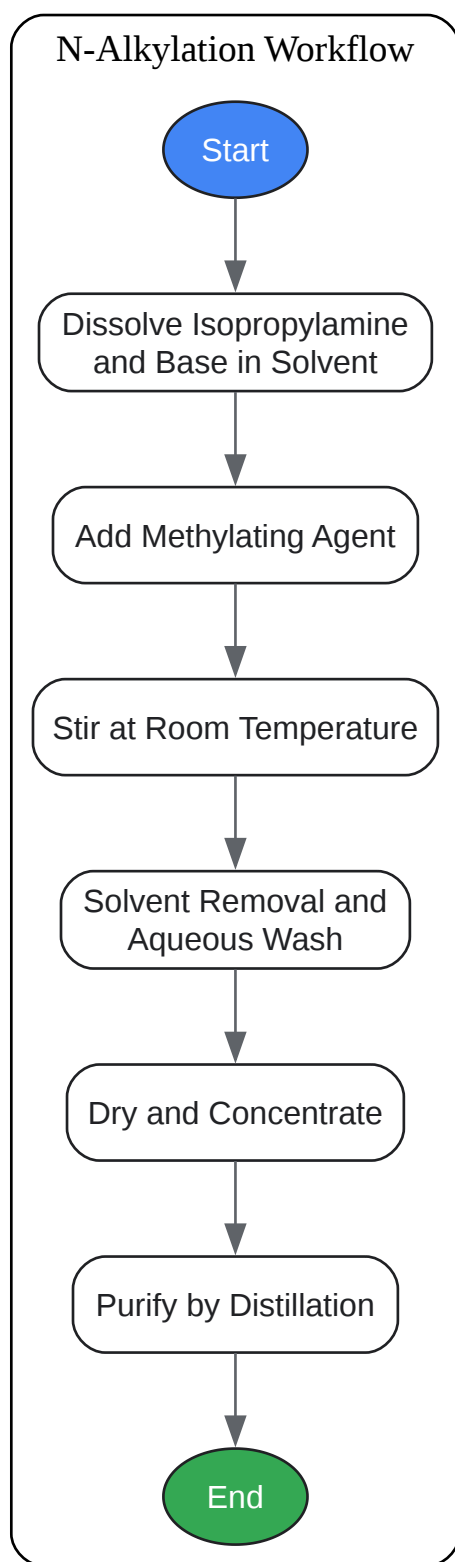 N-Alkylation Workflow
Start
Dissolve Isopropylamine
and Base in Solvent
Add Methylating Agent
Stir at Room Temperature
Solvent Removal and
Aqueous Wash
Dry and Concentrate
Purify by Distillation
End